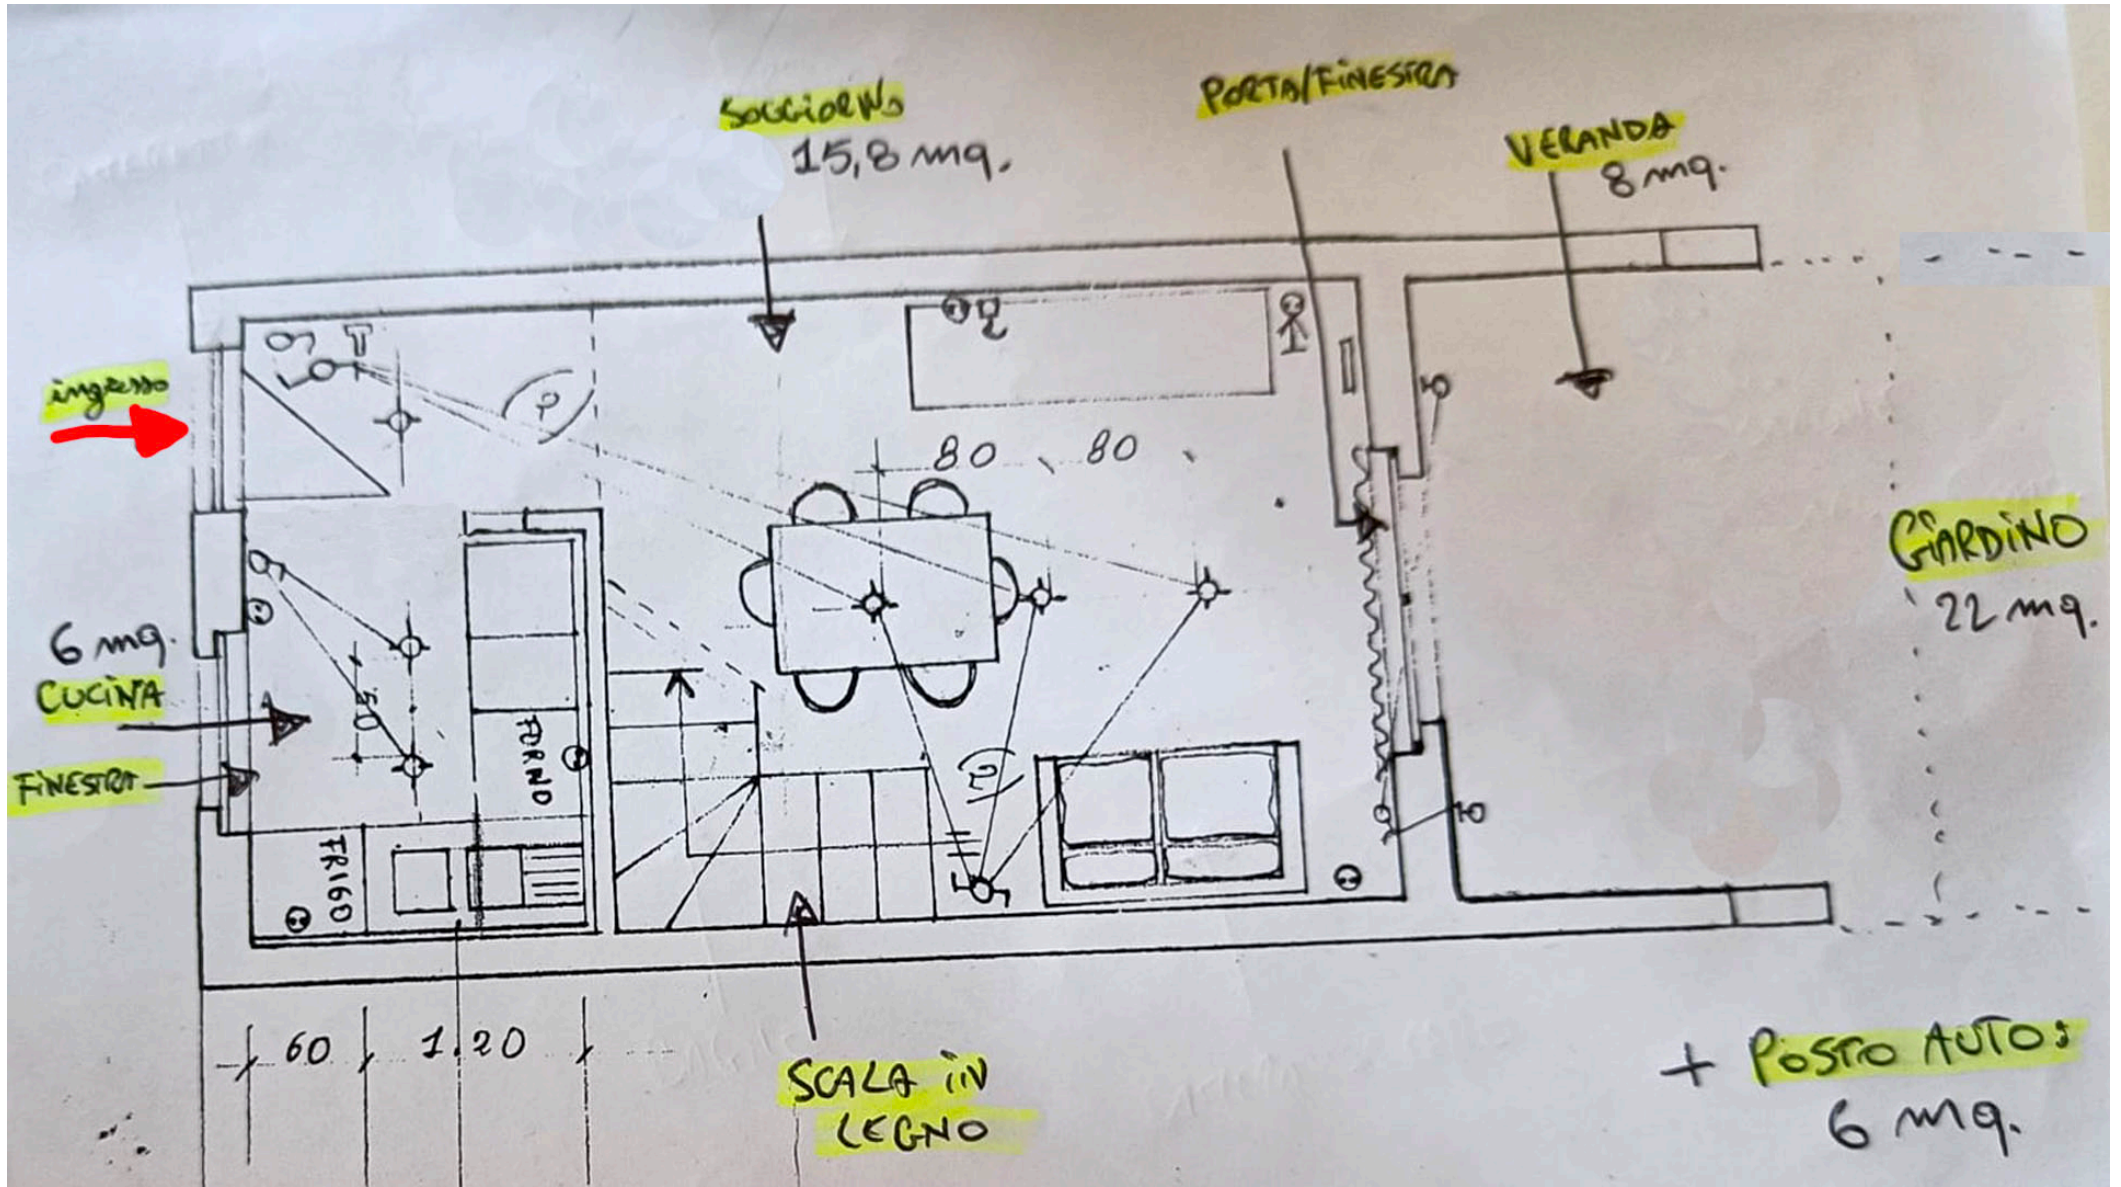 SOGGIORNO
15,8 mq.
PORTA/FINESTRA
VERANDA
8 mq.
ingresso
P
80
80
GIARDINO
22 mq.
6 mq.
CUCINA
FINESTRA
50
FORNO
FRIGO
60
1.20
SCALA IN
LEGNO
+ POSTO AUTO:
6 mq.